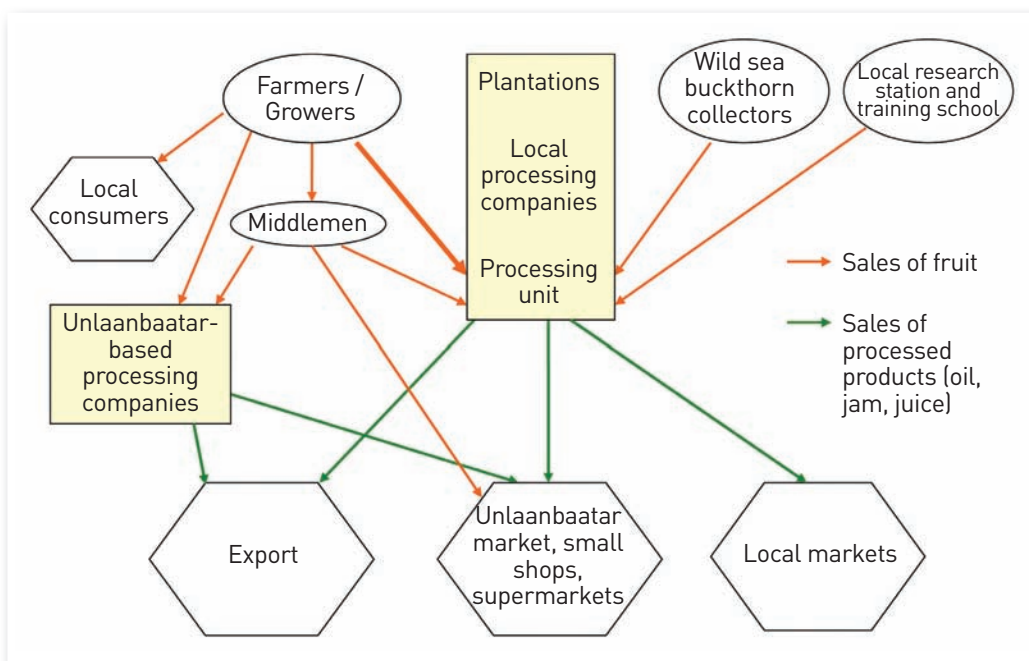 Farmers /
Growers
Plantations
Local
processing
companies
Processing
unit
Wild sea
buckthorn
collectors
Local research
station and
training school
Local
consumers
Middlemen
Sales of fruit
Sales of
processed
products (oil,
jam, juice)
Unlaanbaatar-
based
processing
companies
Export
Unlaanbaatar
market, small
shops,
supermarkets
Local markets